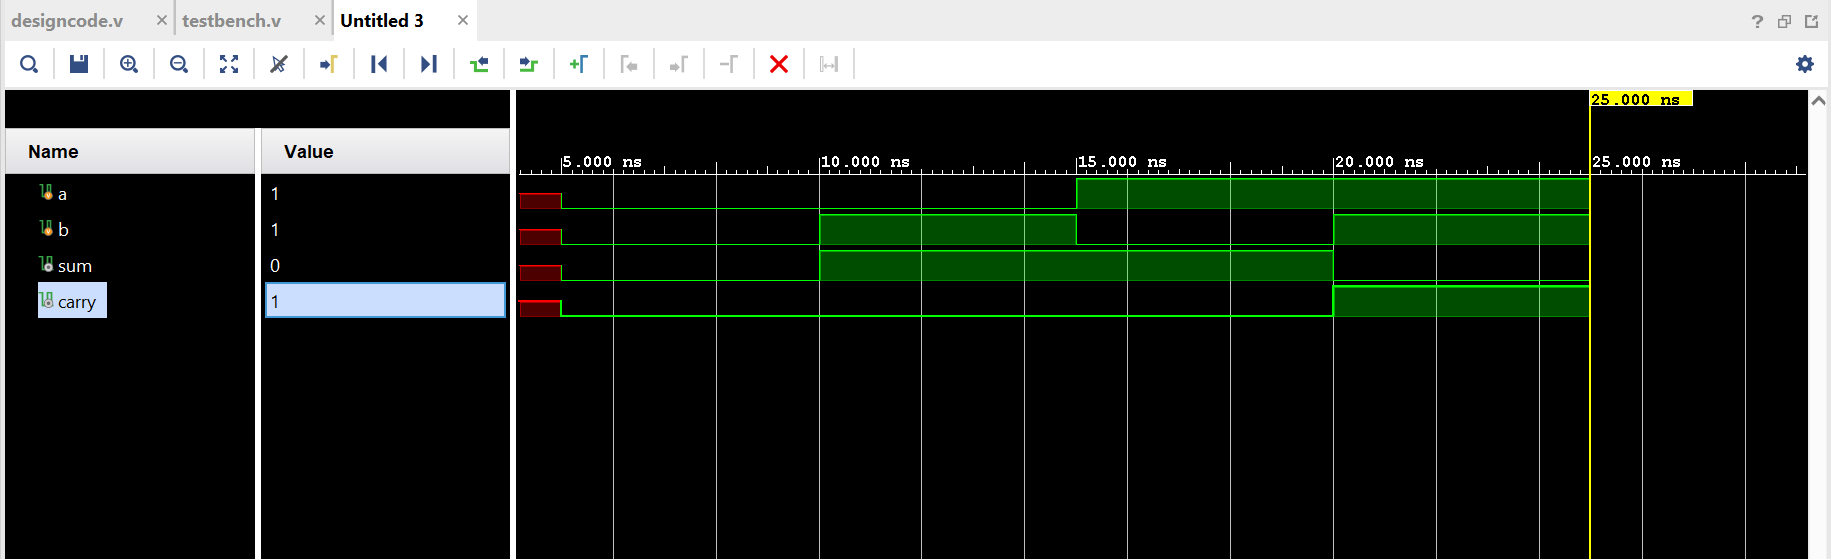 designcode.v
testbench.v
Untitled 3
25.000 ns
Name
Value
5.000 ns
10.000 ns
15.000 ns
20.000 ns
25.000 ns
a
1
b
1
sum
0
carry
1